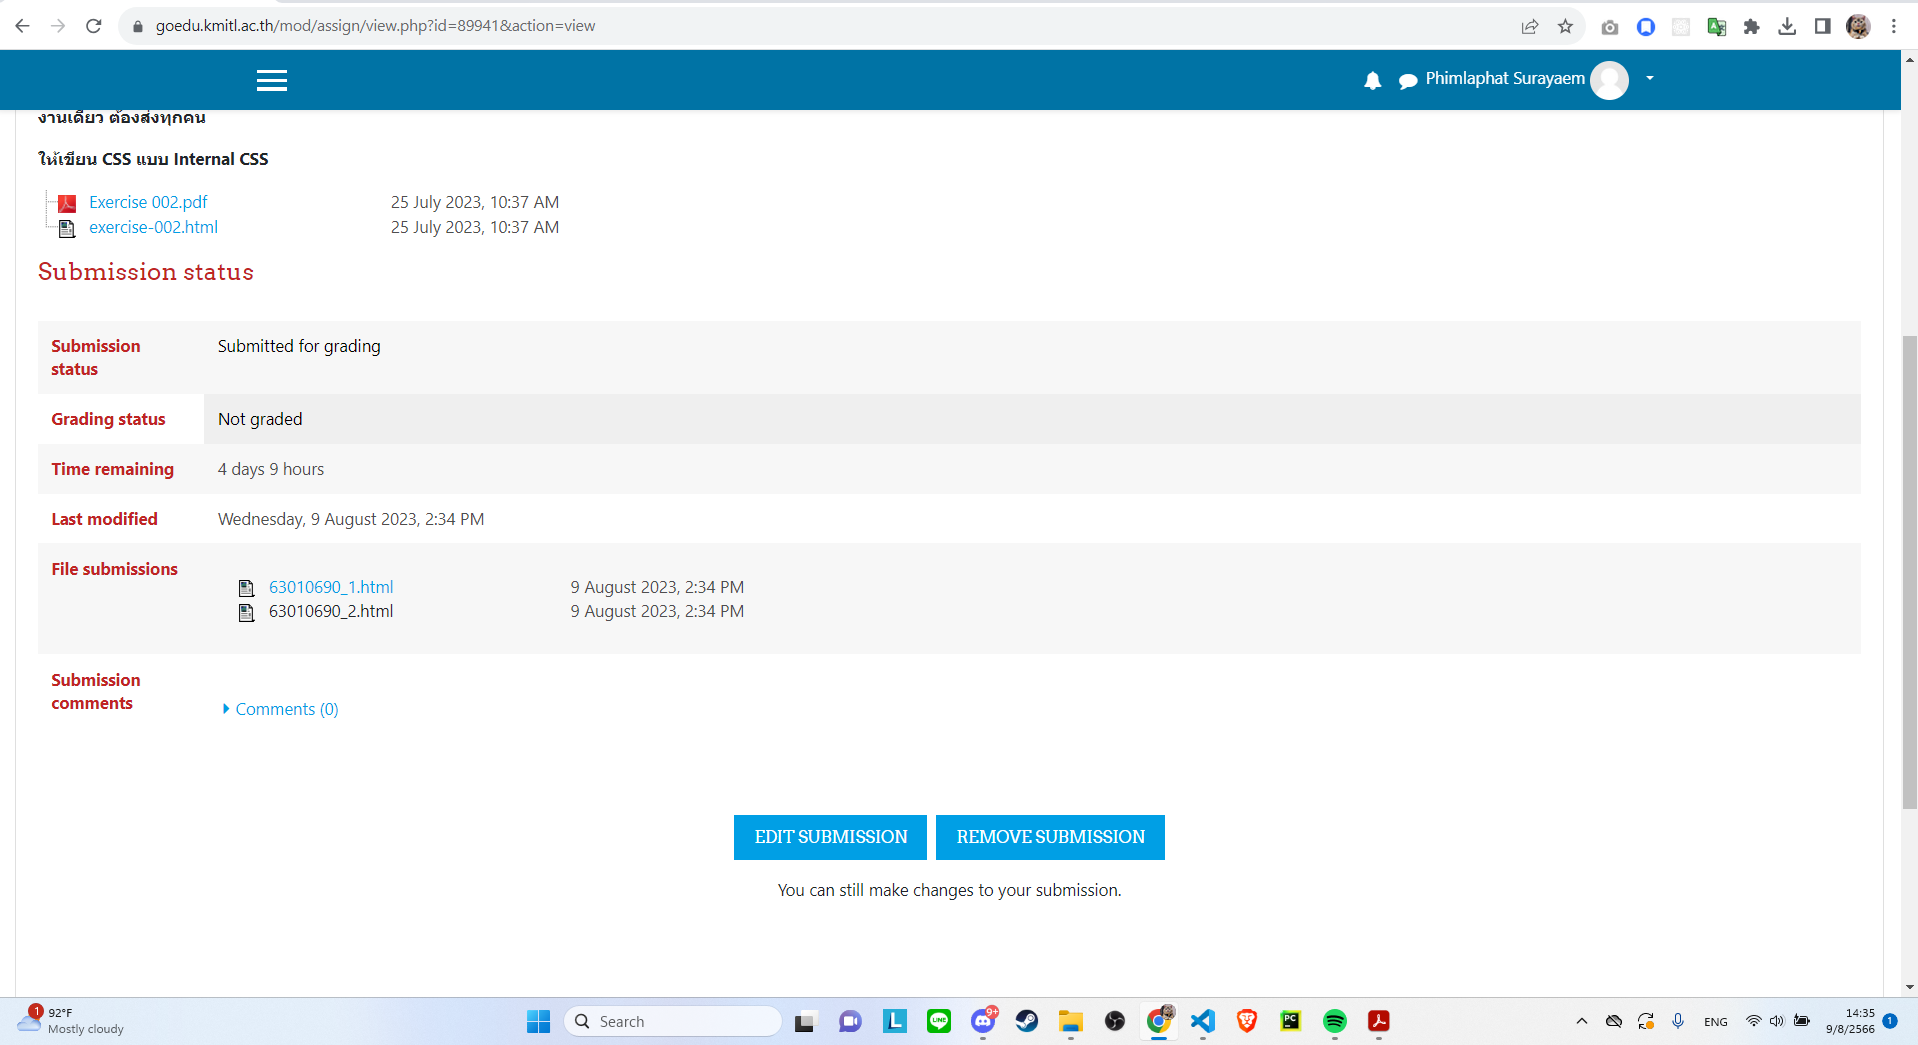 goedu.kmitl.ac.th/mod/assign/view.php?id=89941&action=view
Phimlaphat Surayaem
งานเดี่ยว ต้องส่งทุกคน
ให้เขียน CSS แบบ Internal CSS
Exercise 002.pdf 25 July 2023, 10:37 AM
exercise-002.html 25 July 2023, 10:37 AM
Submission status
Submission status Submitted for grading
Grading status Not graded
Time remaining 4 days 9 hours
Last modified Wednesday, 9 August 2023, 2:34 PM
File submissions
63010690_1.html 9 August 2023, 2:34 PM
63010690_2.html 9 August 2023, 2:34 PM
Submission comments
Comments (0)
EDIT SUBMISSION REMOVE SUBMISSION
You can still make changes to your submission.
1 92°F
Mostly cloudy
Search
L
LINE
9+
PC
ENG
14:35
9/8/2566
1